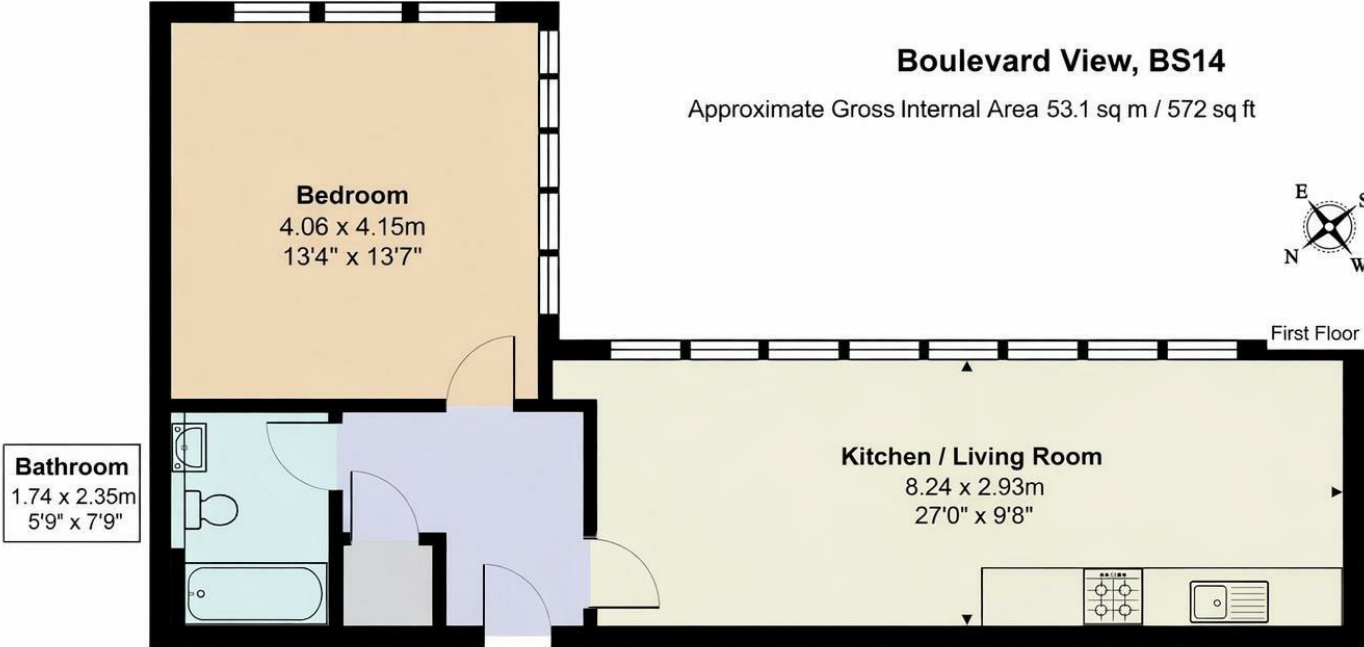 Boulevard View, BS14
Approximate Gross Internal Area 53.1 sq m / 572 sq ft
Bedroom
4.06 x 4.15m
13'4" x 13'7"
E
S
N
W
First Floor
Bathroom
1.74 x 2.35m
5'9" x 7'9"
Kitchen / Living Room
8.24 x 2.93m
27'0" x 9'8"